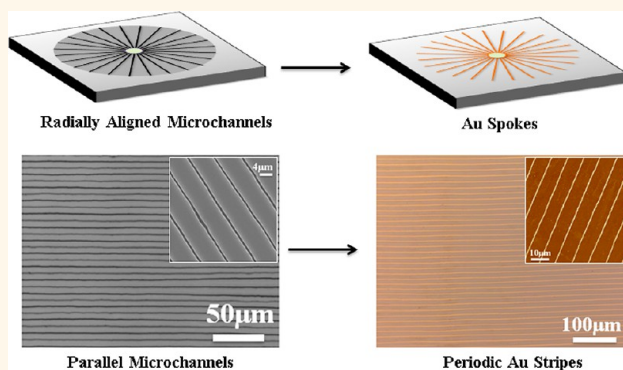 Radially Aligned Microchannels
Au Spokes
4μm
50μm
Parallel Microchannels
10μm
100μm
Periodic Au Stripes